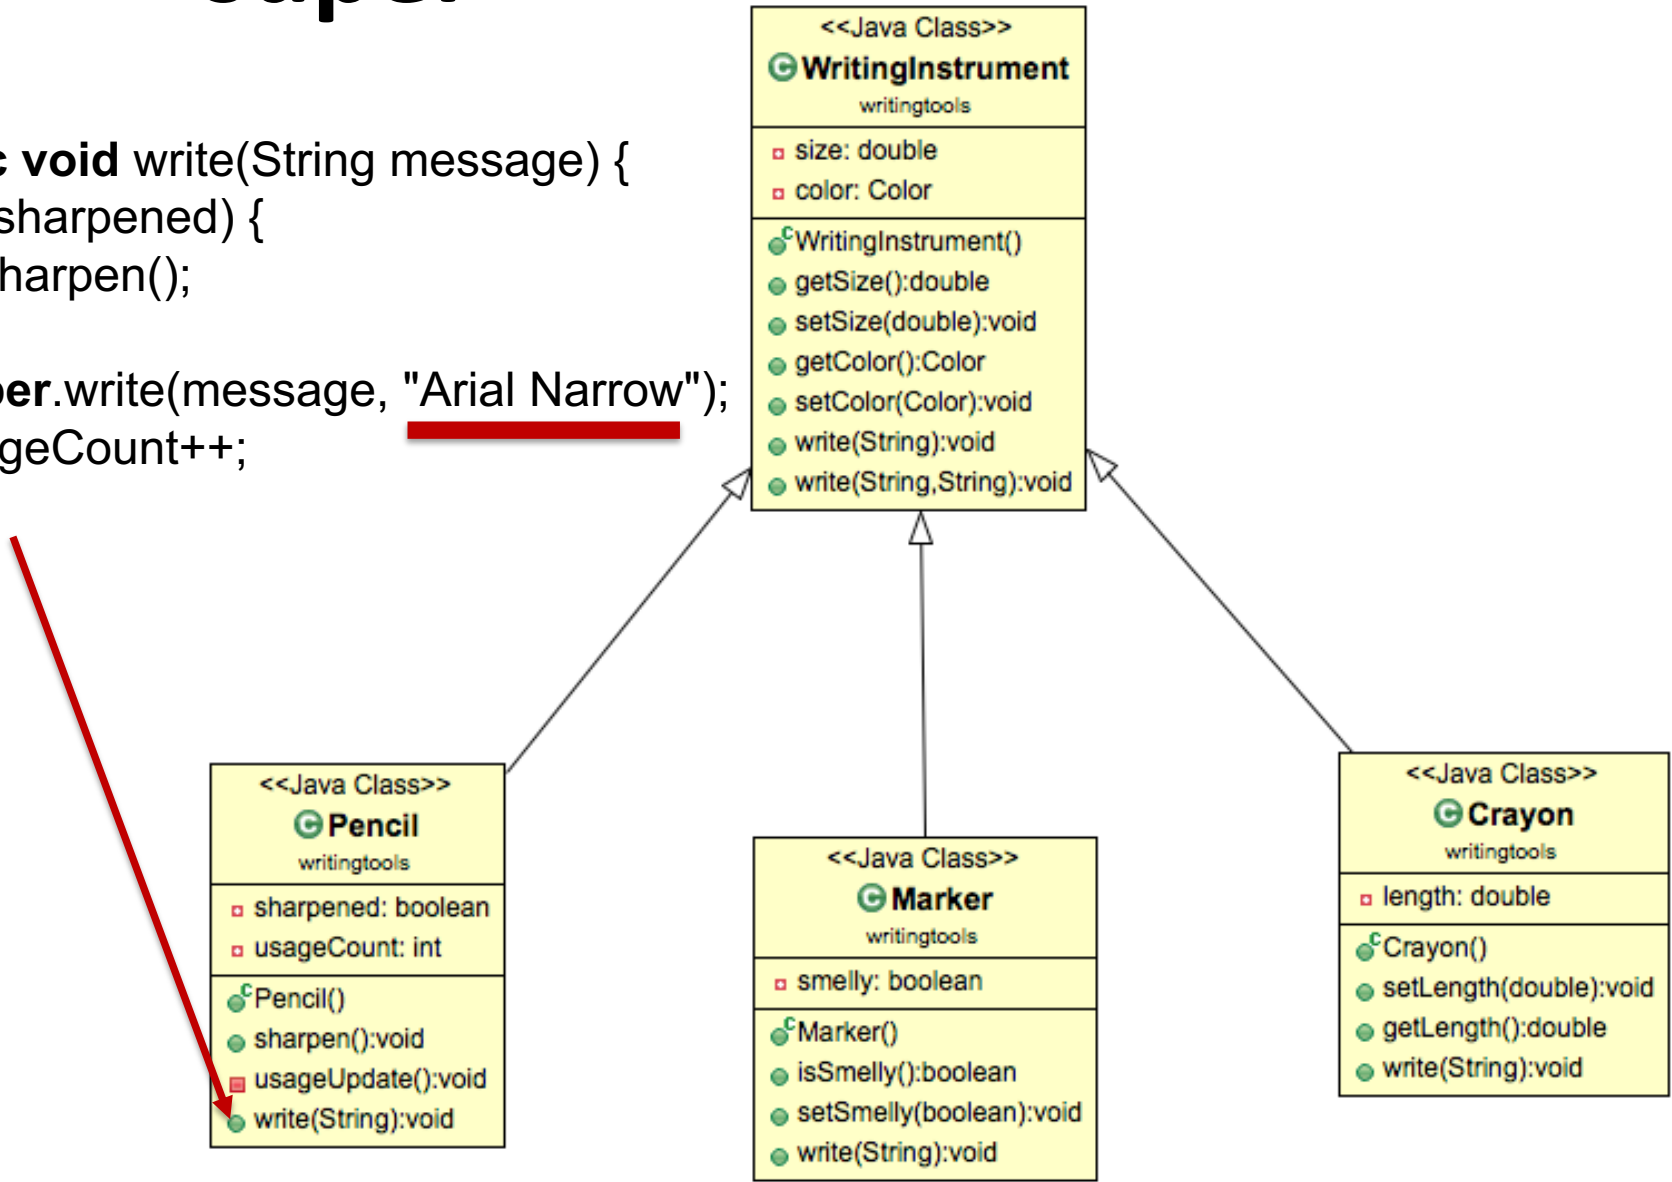 c void write(String message) {
sharpened) {
harpen();
per.write(message, "Arial Narrow");
geCount++;
<<Java Class>>
WritingInstrument
writingtools
size: double
color: Color
WritingInstrument()
getSize():double
setSize(double):void
getColor():Color
setColor(Color):void
write(String):void
write(String,String):void
<<Java Class>>
Pencil
writingtools
sharpened: boolean
usageCount: int
Pencil()
sharpen():void
usageUpdate():void
write(String):void
<<Java Class>>
Marker
writingtools
smelly: boolean
Marker()
isSmelly():boolean
setSmelly(boolean):void
write(String):void
<<Java Class>>
Crayon
writingtools
length: double
Crayon()
setLength(double):void
getLength():double
write(String):void